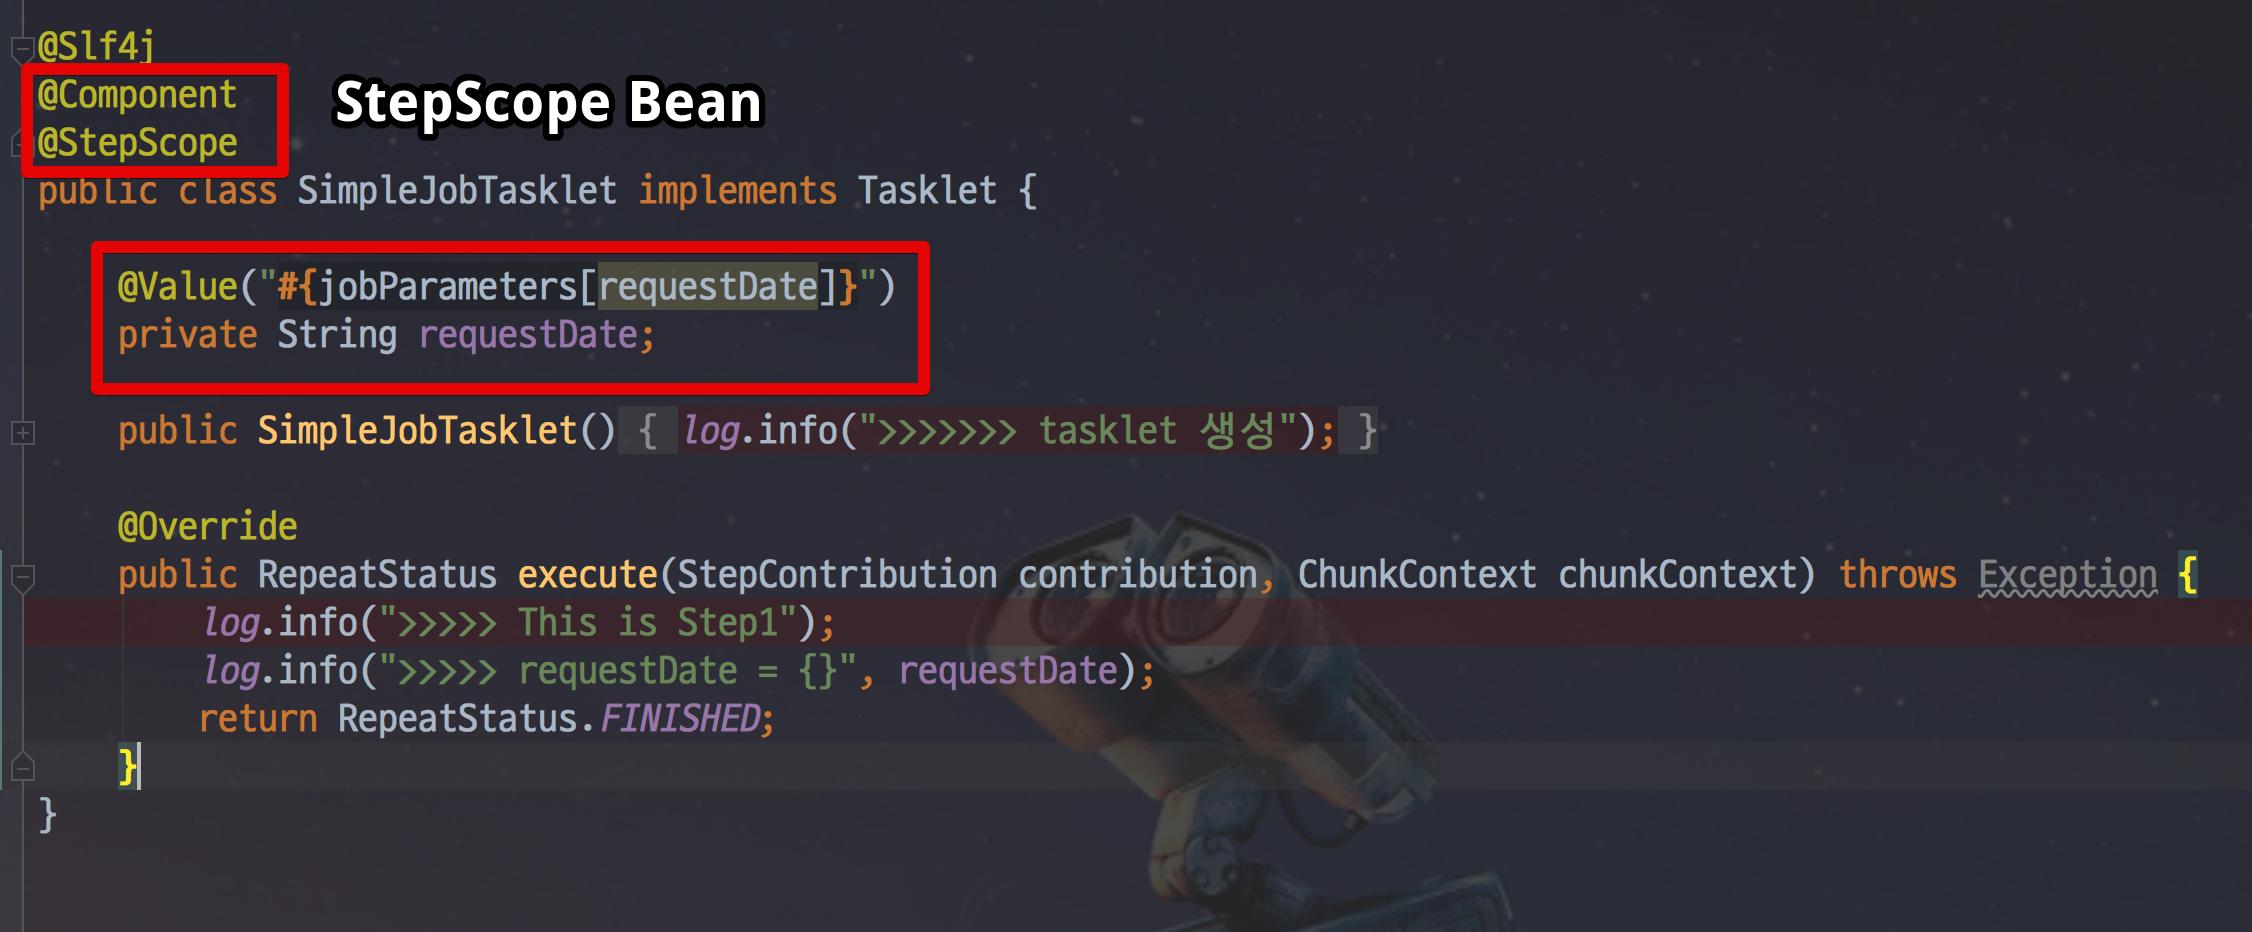 @Slf4j
@Component
StepScope Bean
@StepScope
public class SimpleJobTasklet implements Tasklet {
@Value("#{jobParameters[requestDate]}")
private String requestDate;
public SimpleJobTasklet() { log.info(">>>>>>> tasklet 생성"); }
@Override
public RepeatStatus execute(StepContribution contribution, ChunkContext chunkContext) throws Exception {
log.info(">>>>> This is Step1");
log.info(">>>>> requestDate = {}", requestDate);
return RepeatStatus.FINISHED;
}
}